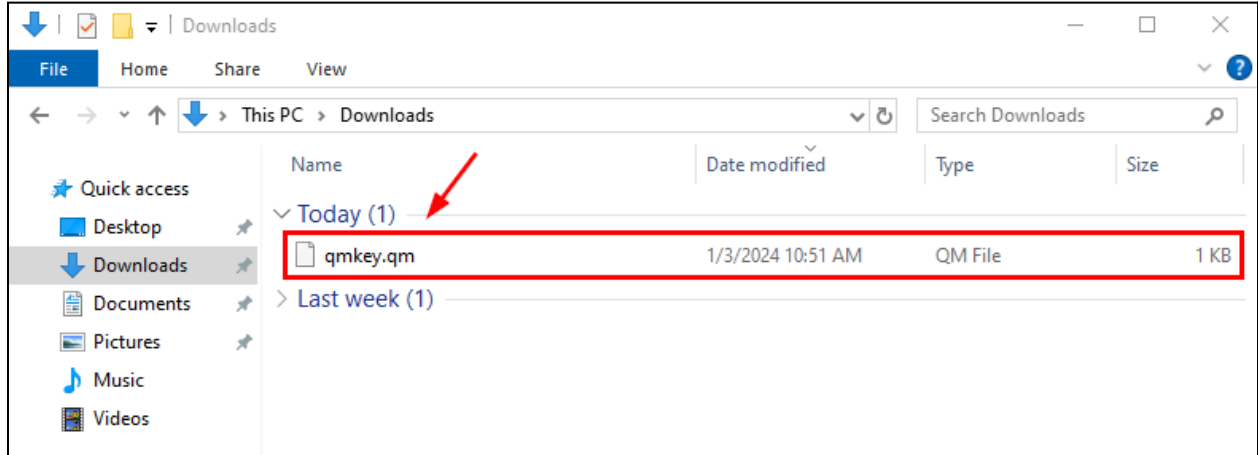 Downloads
File Home Share View
This PC > Downloads Search Downloads
Name Date modified Type Size
Quick access
Desktop
Downloads
Documents
Pictures
Music
Videos
Today (1)
qmkey.qm 1/3/2024 10:51 AM QM File 1 KB
Last week (1)